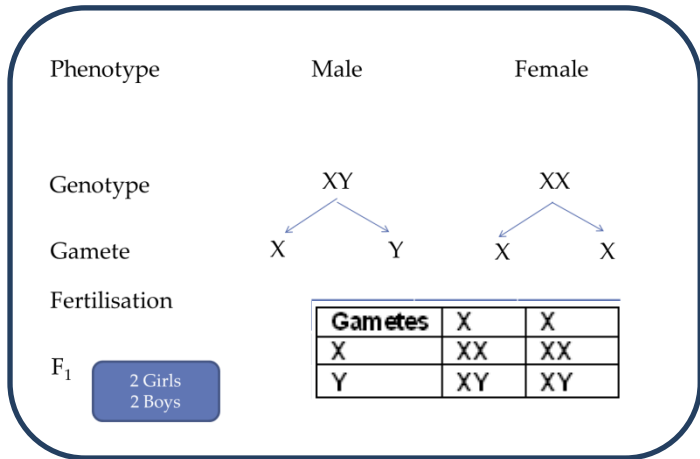 Phenotype Male Female
Genotype XY XX
Gamete X Y X X
Fertilisation
Gametes X X
X XX XX
Y XY XY
F₁
2 Girls
2 Boys